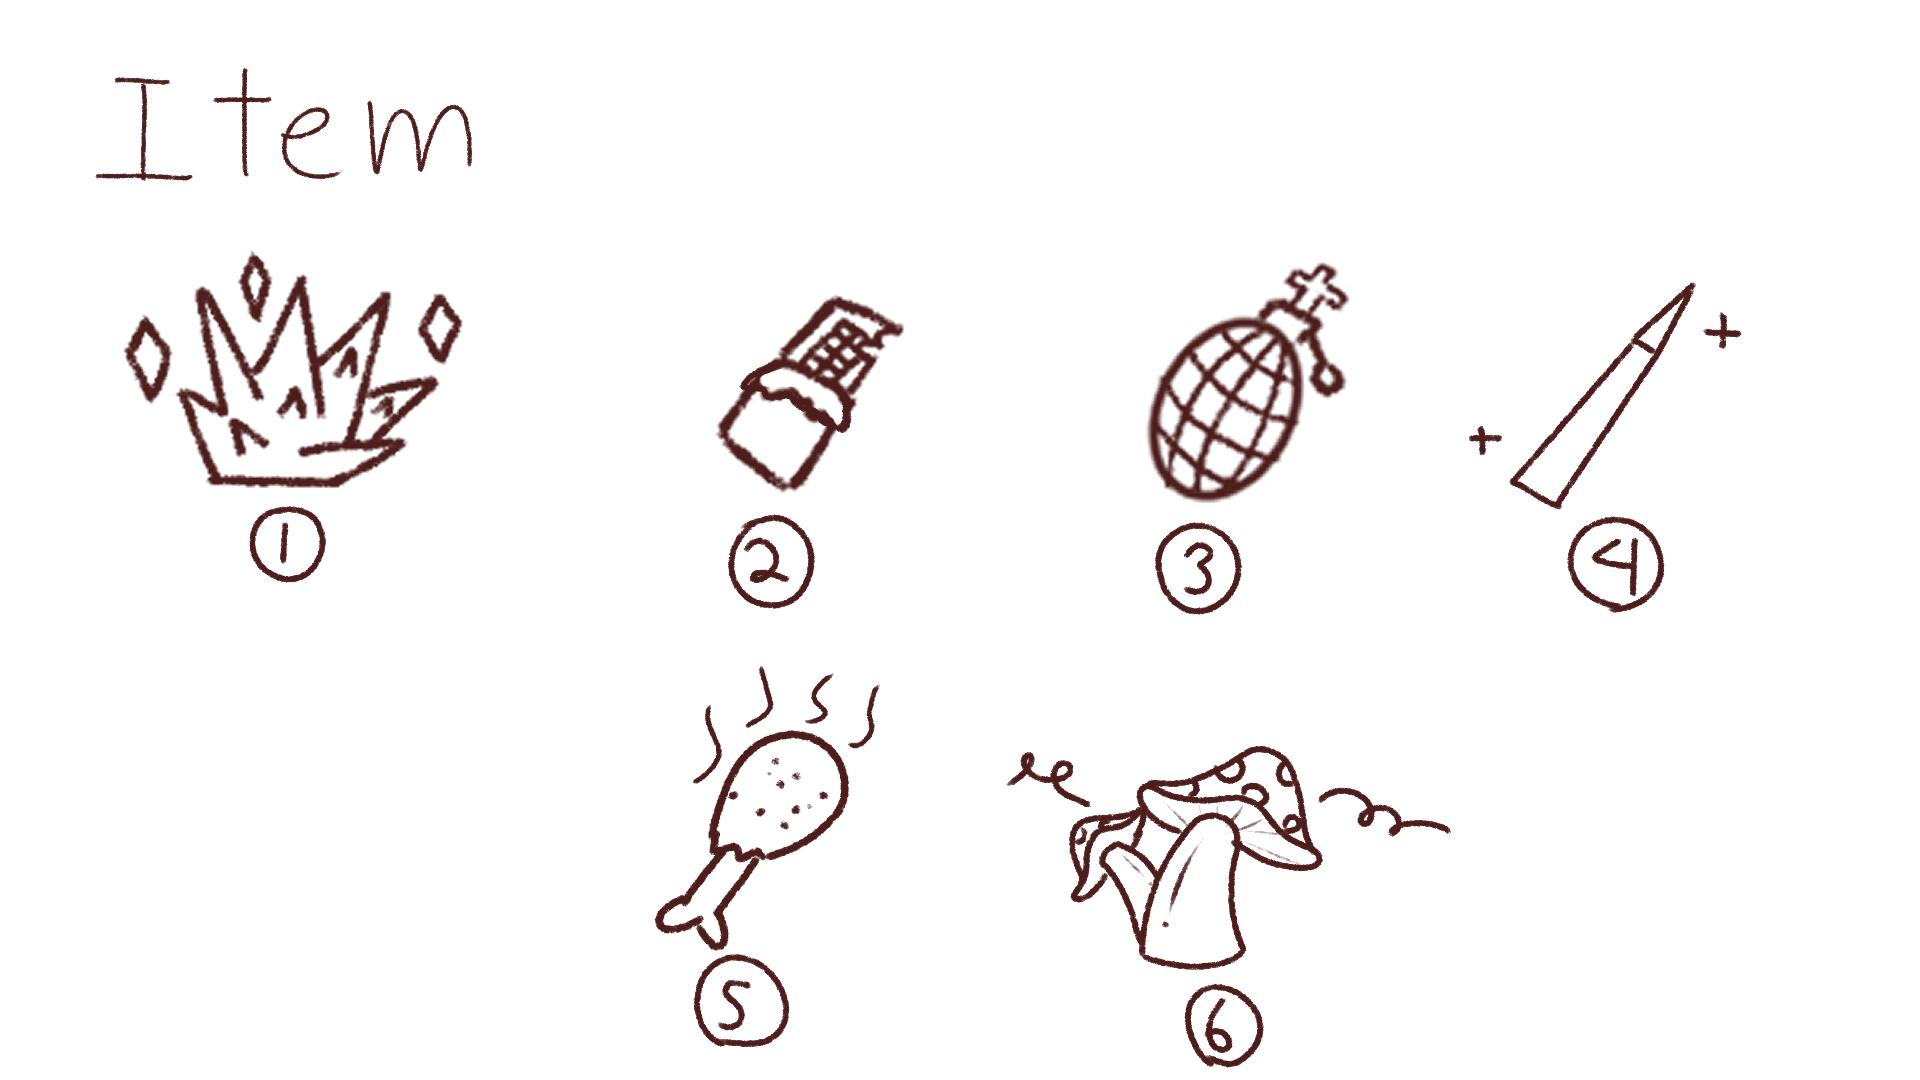 Item
① ② ③ ④
⑤ ⑥